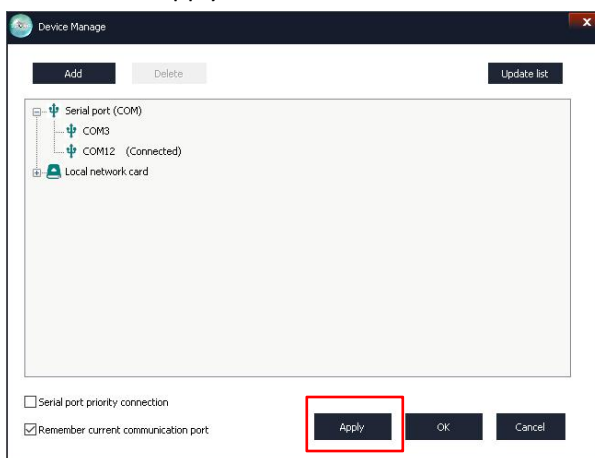 Device Manage
x
Add Delete Update list
Serial port (COM)
COM3
COM12 (Connected)
Local network card
Serial port priority connection
Remember current communication port
Apply OK Cancel